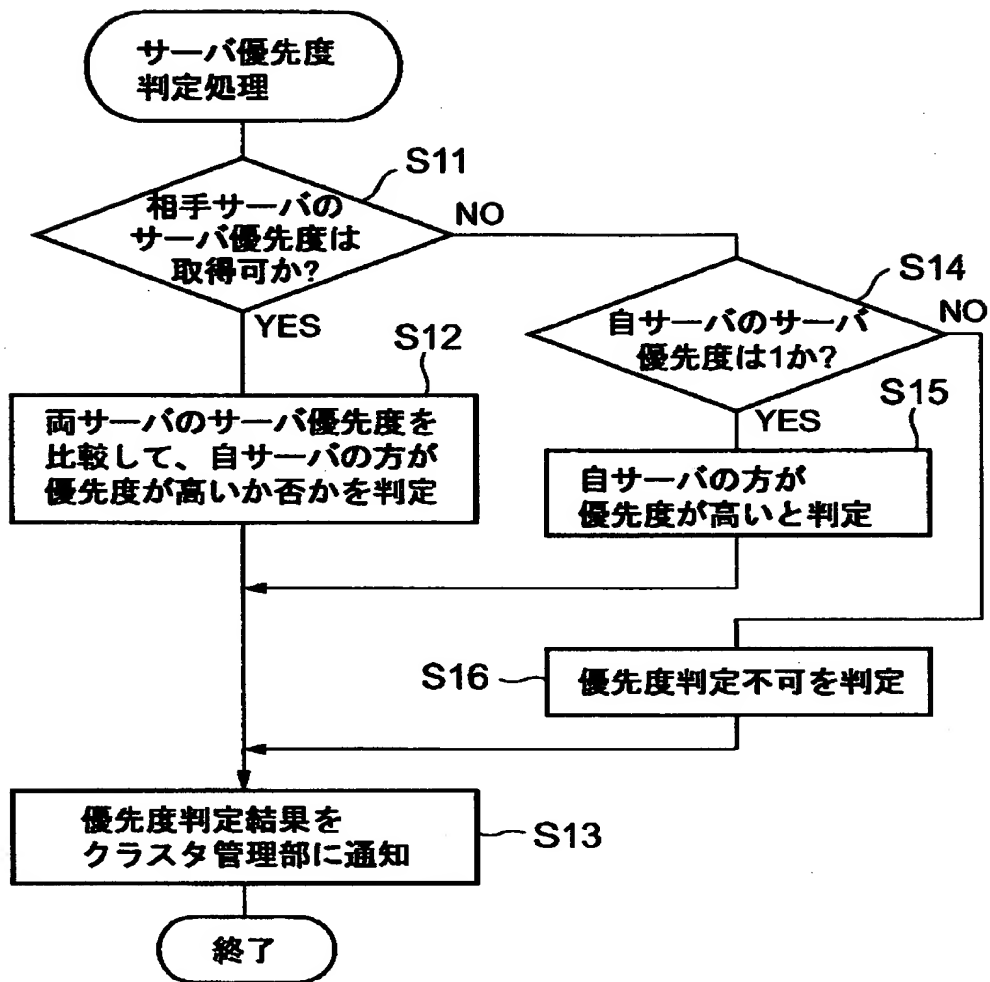 サーバ優先度
判定処理
S11
相手サーバの
サーバ優先度は
取得可か?
NO
YES
S14
自サーバのサーバ
優先度は1か?
NO
YES
S12
両サーバのサーバ優先度を
比較して、自サーバの方が
優先度が高いか否かを判定
S15
自サーバの方が
優先度が高いと判定
S16
優先度判定不可を判定
優先度判定結果を
クラスタ管理部に通知
S13
終了